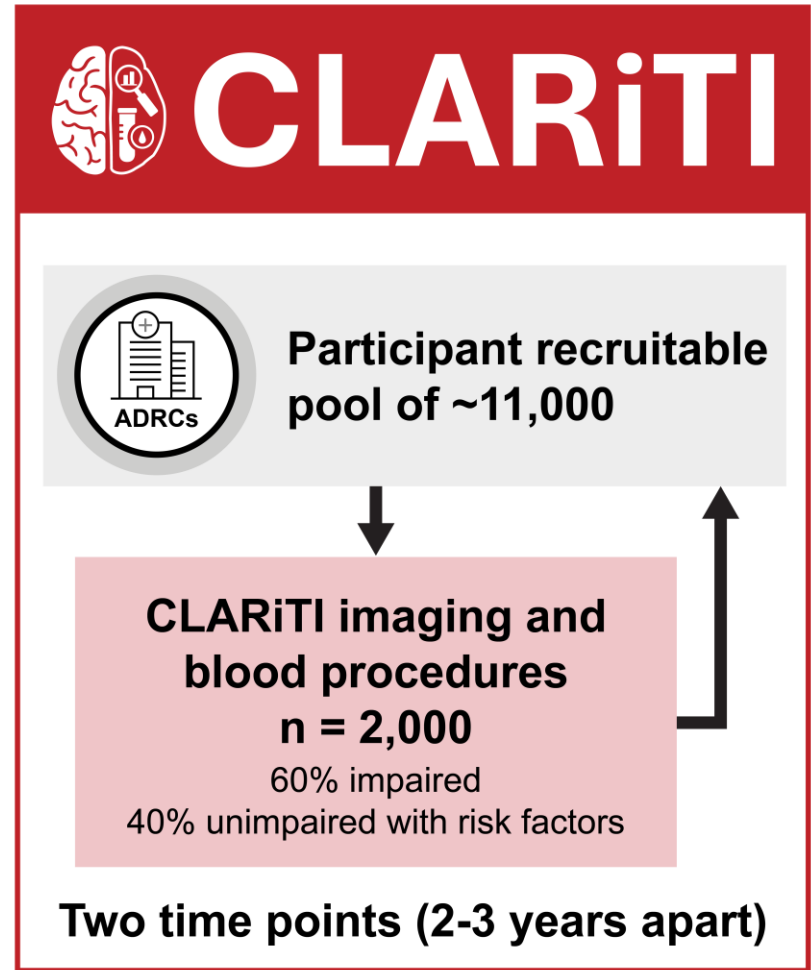 CLARiTI
ADRCs
Participant recruitable
pool of ~11,000
CLARiTI imaging and
blood procedures
n = 2,000
60% impaired
40% unimpaired with risk factors
Two time points (2-3 years apart)